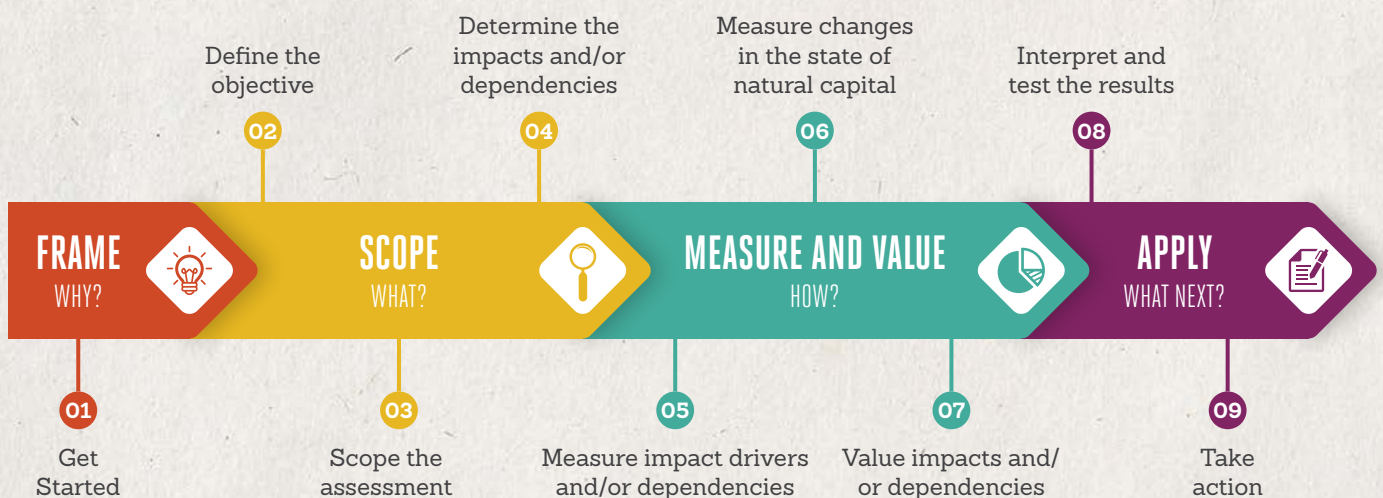 Define the
objective
02
Determine the
impacts and/or
dependencies
04
Measure changes
in the state of
natural capital
06
Interpret and
test the results
08
FRAME
WHY?
SCOPE
WHAT?
MEASURE AND VALUE
HOW?
APPLY
WHAT NEXT?
01
Get
Started
03
Scope the
assessment
05
Measure impact drivers
and/or dependencies
07
Value impacts and/
or dependencies
09
Take
action